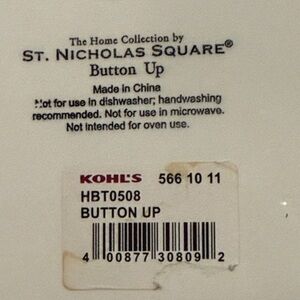 The Home Collection by
ST. NICHOLAS SQUARE®
Button Up
Made in China
Not for use in dishwasher; handwashing
recommended. Not for use in microwave.
Not intended for oven use.
KOHL'S 566 10 11
HBT0508
BUTTON UP
4 00877 30809 2